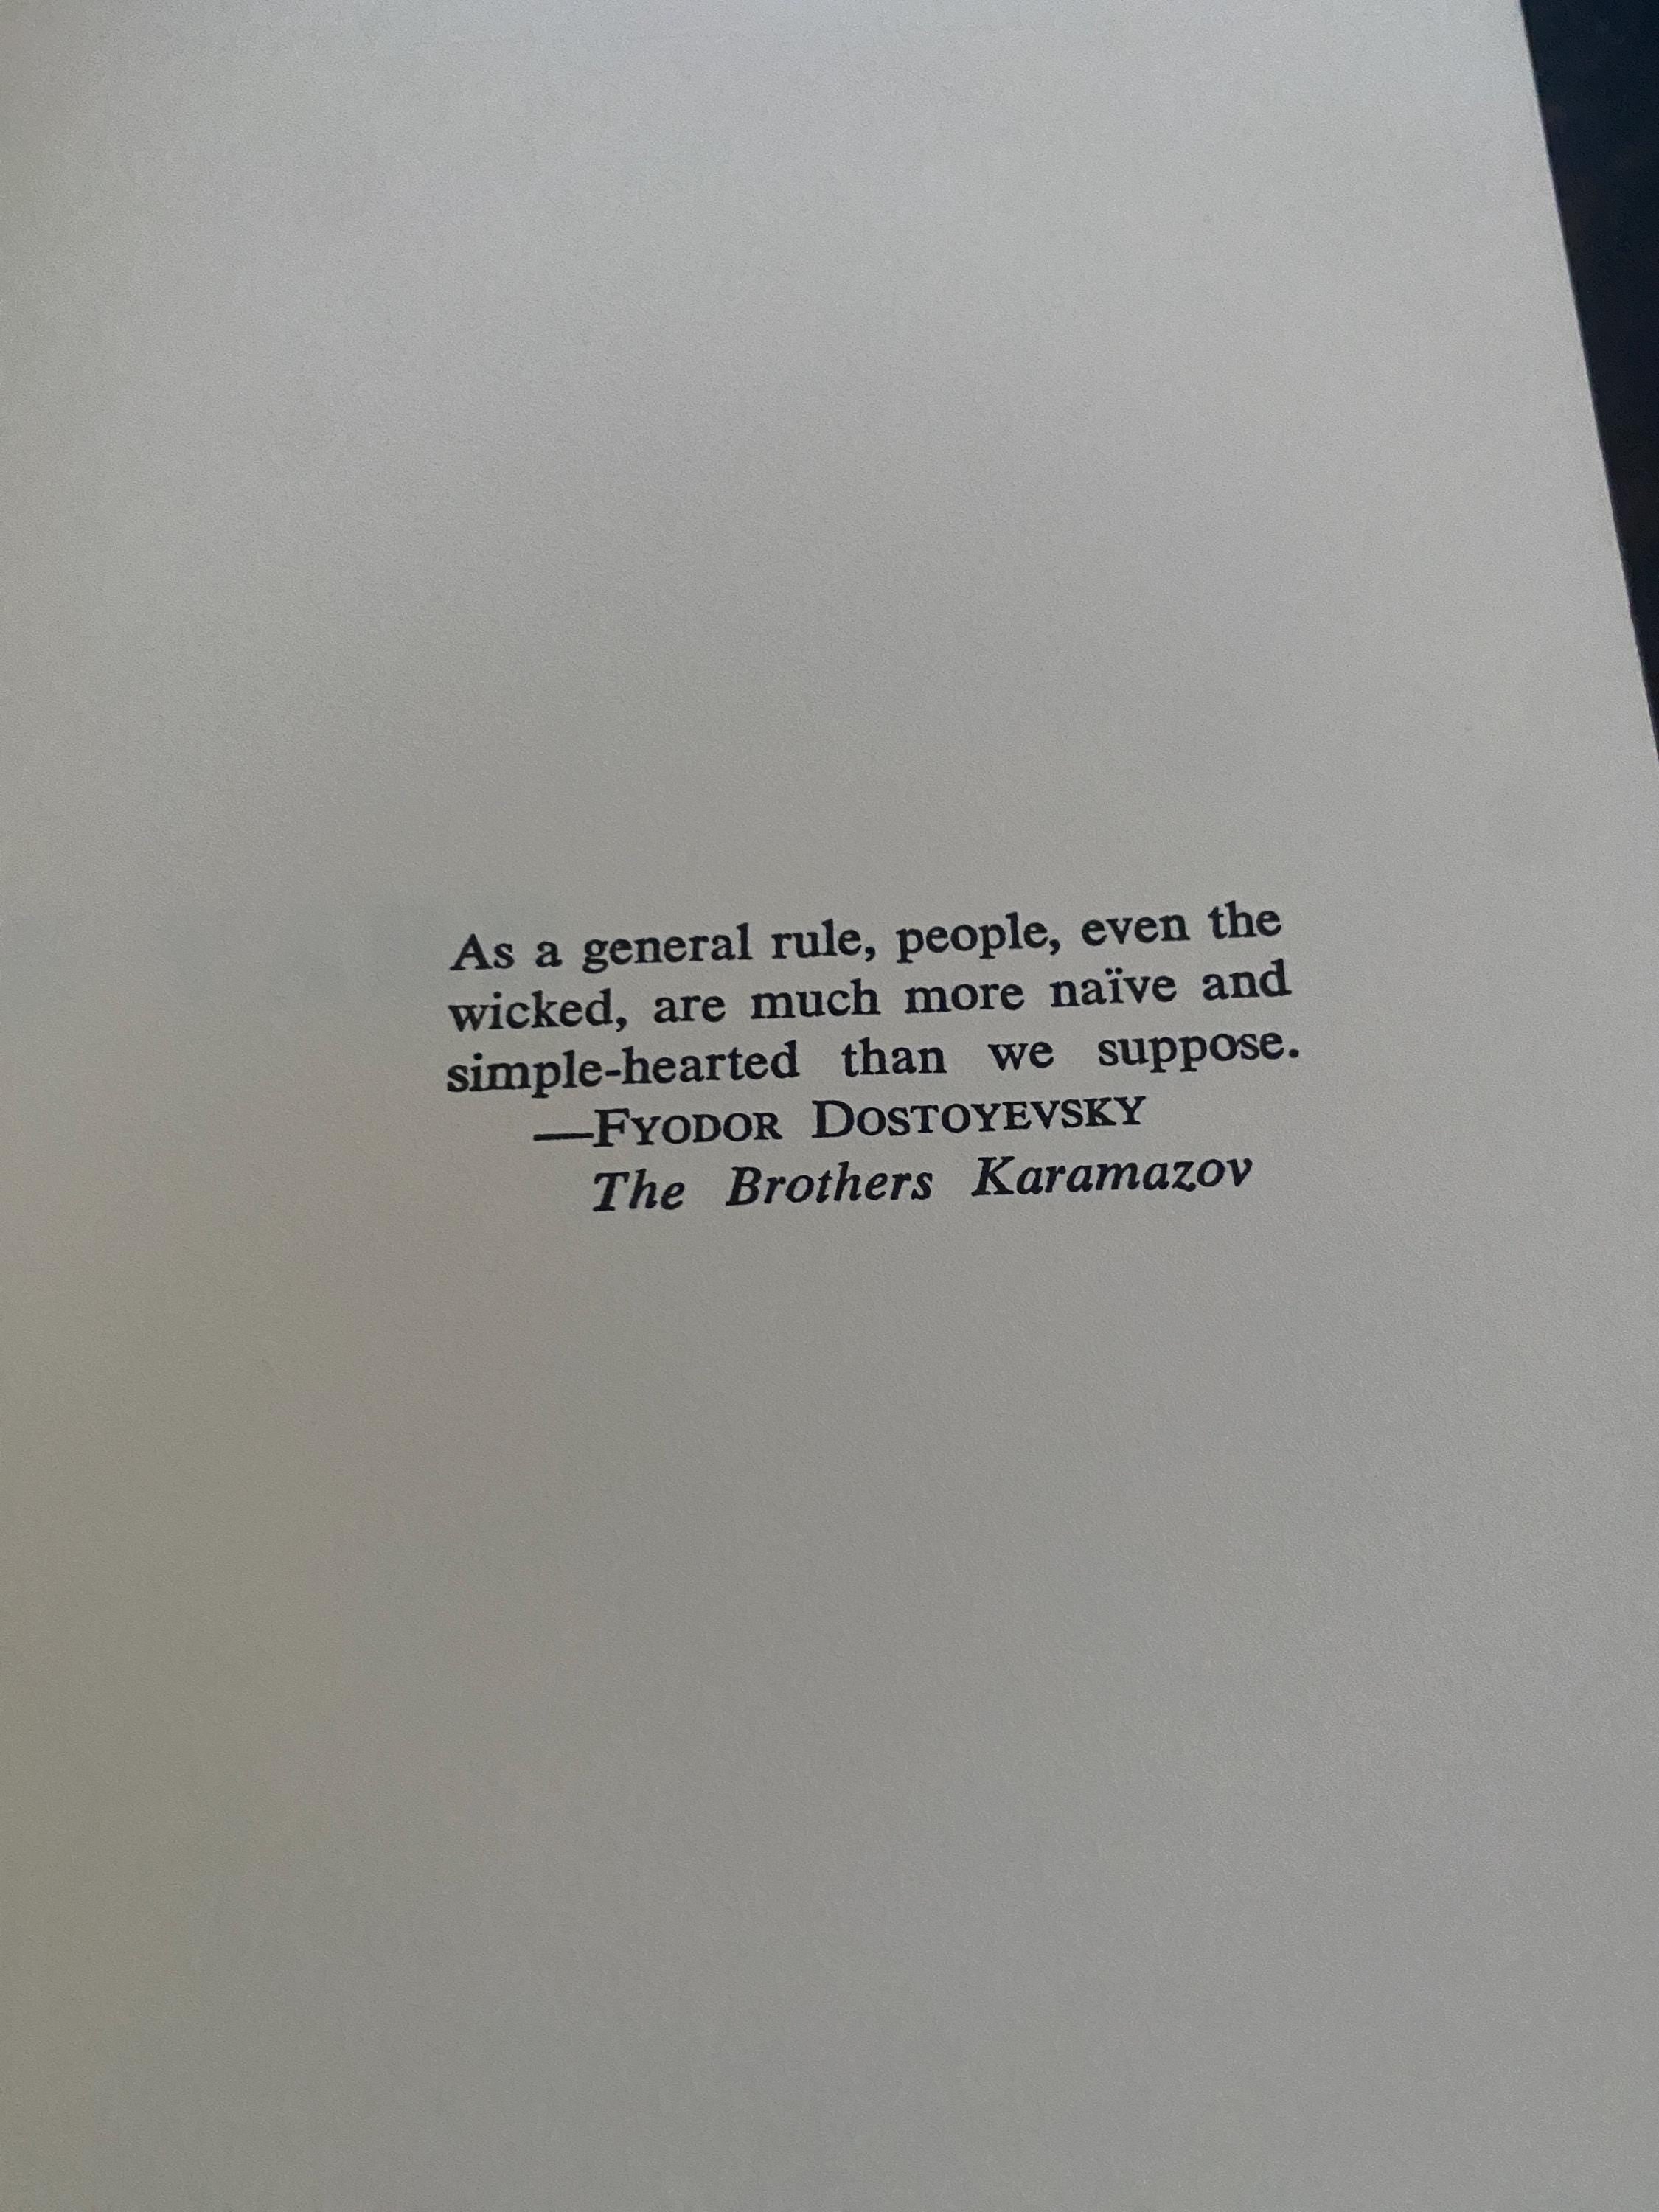 As a general rule, people, even the
wicked, are much more naïve and
simple-hearted than we suppose.
—FYODOR DOSTOYEVSKY
The Brothers Karamazov